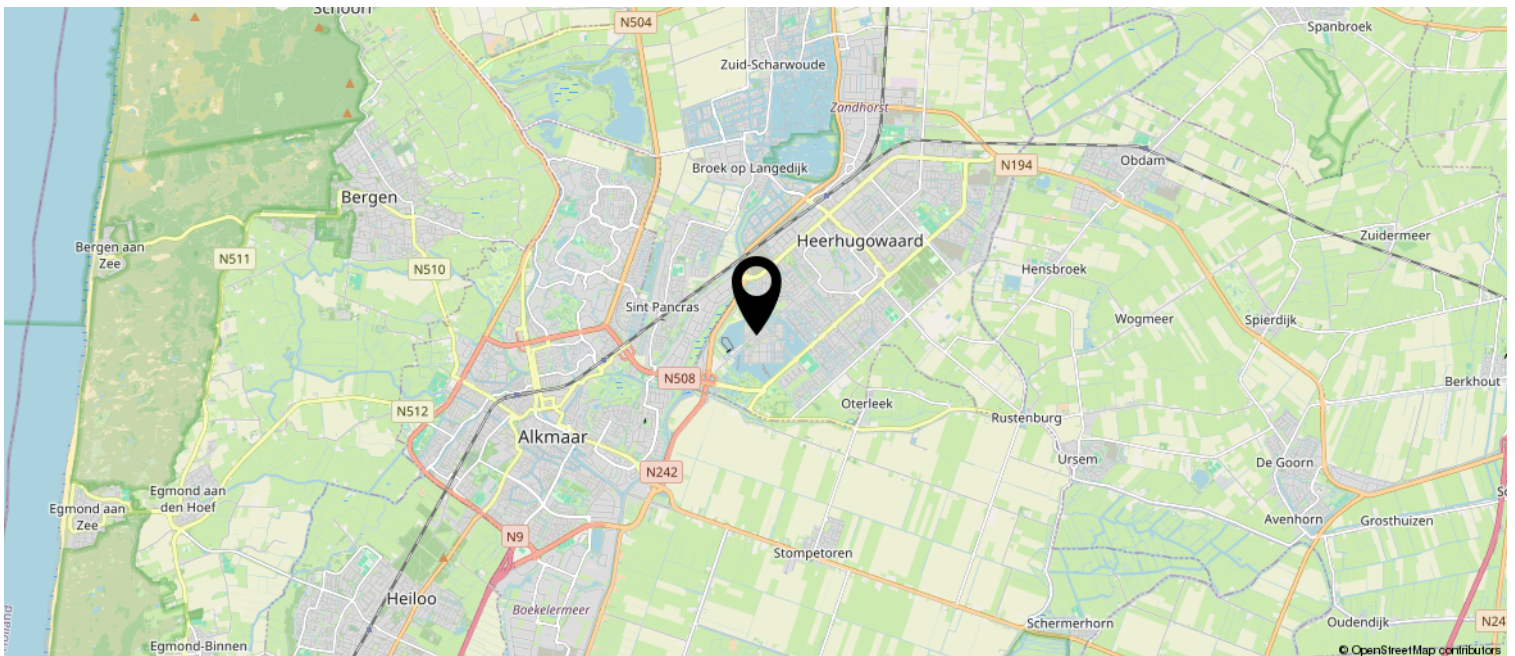 Schoorl
N504
Spanbroek
Zuid-Scharwoude
Zandhorst
Broek op Langedijk
N194
Obdam
Bergen
Bergen aan
Zee
N511
N510
Heerhugowaard
Zuidermeer
Hensbroek
Sint Pancras
Wogmeer
Spierdijk
N508
Berkhout
N512
Oterleek
Rustenburg
Alkmaar
Ursem
De Goorn
N242
Egmond aan
den Hoef
Egmond aan
Zee
Avenhorn
Grosthuizen
N9
Stompetoren
Heiloo
Boekelermeer
Schermerhorn
Oudendijk
N24
Egmond-Binnen
© OpenStreetMap contributors